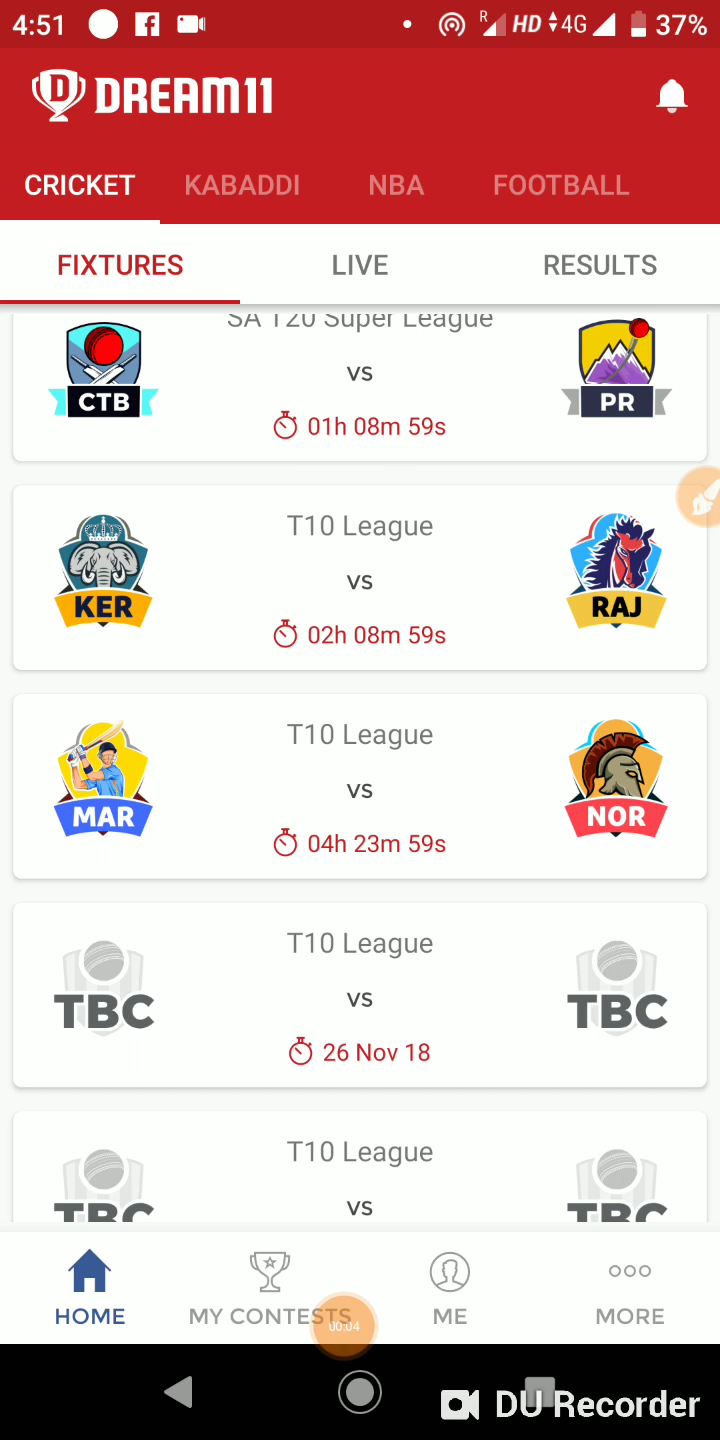 4:51 R HD 4G 37%
D DREAM11
CRICKET KABADDI NBA FOOTBALL
FIXTURES LIVE RESULTS
SA T20 Super League
CTB vs PR
01h 08m 59s
T10 League
vs
KER RAJ
02h 08m 59s
T10 League
vs
MAR NOR
04h 23m 59s
T10 League
vs
TBC TBC
26 Nov 18
T10 League
TBC vs TBC
HOME MY CONTESTS ME MORE
00:04
DU Recorder